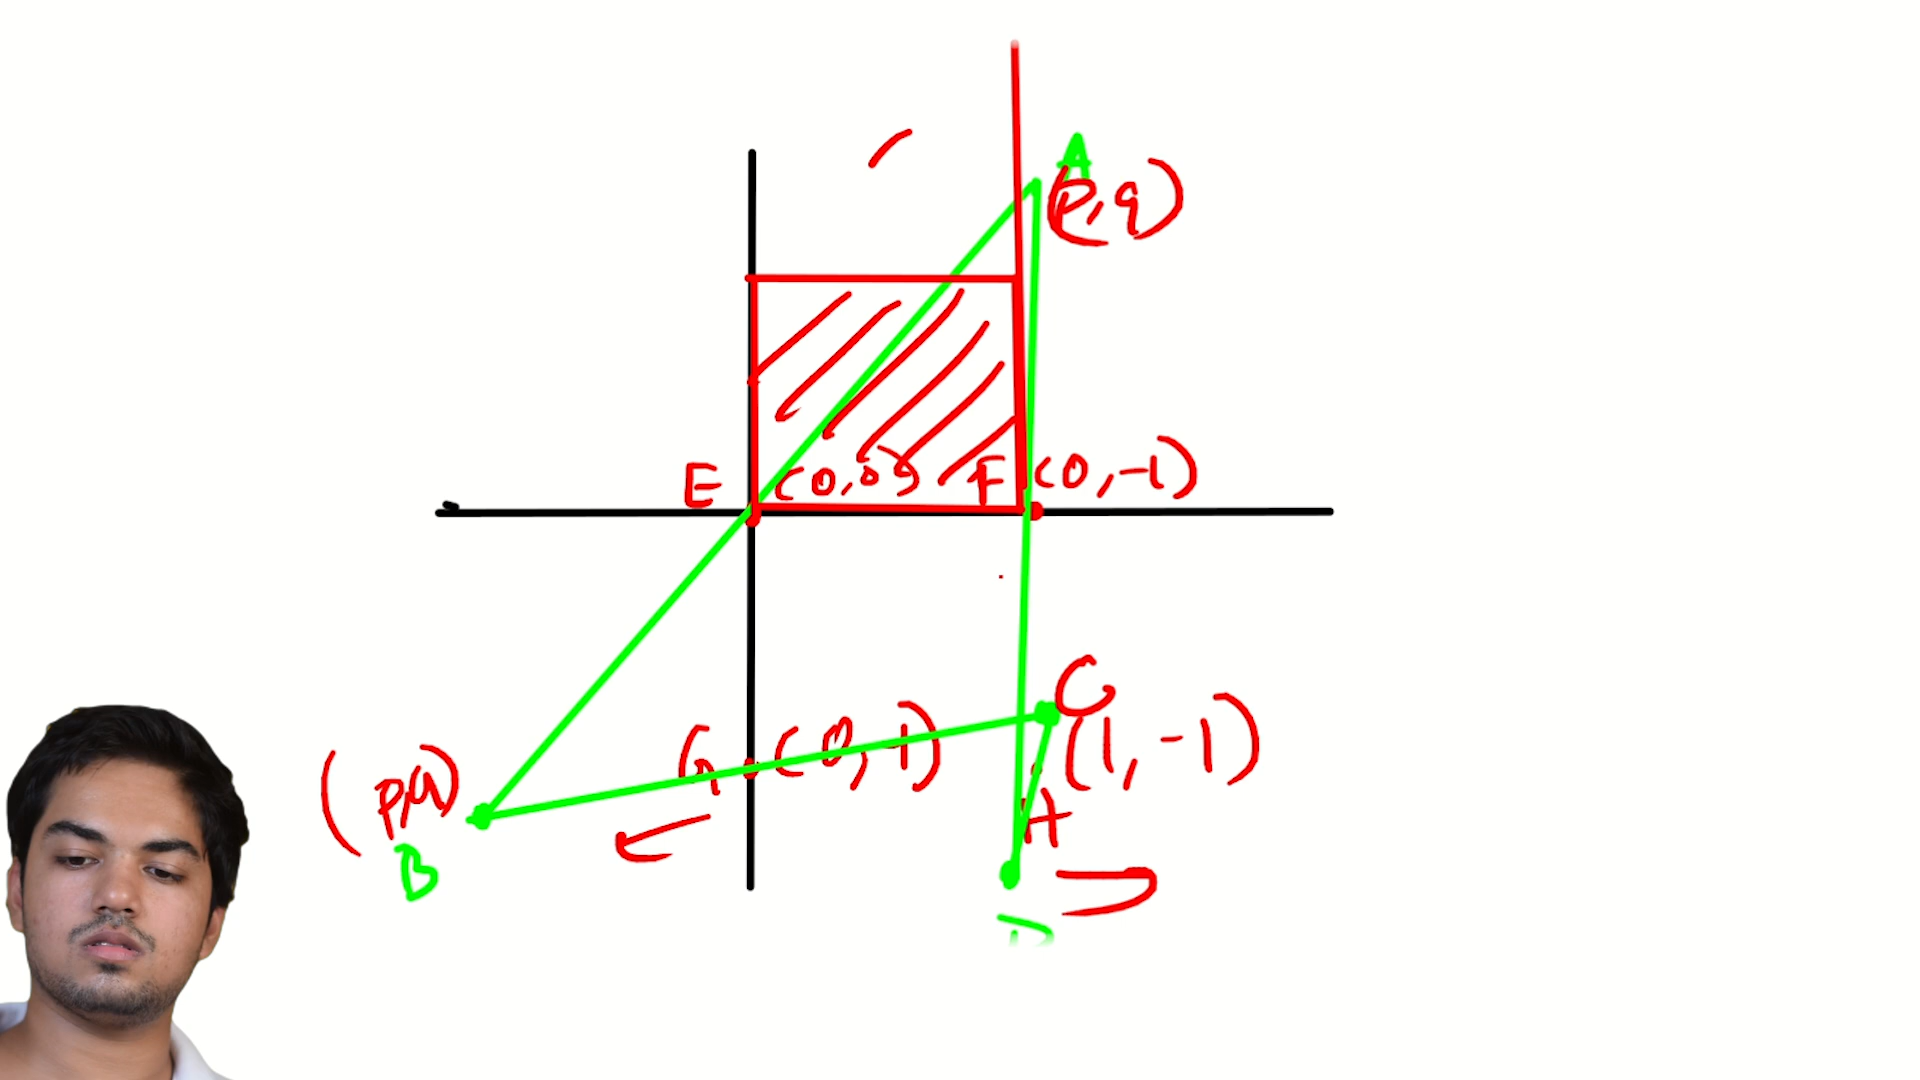 A
(p,q)
E (0,0) F (0,-1)
C
G (0,-1) (1,-1)
(p,q)
H
B
D